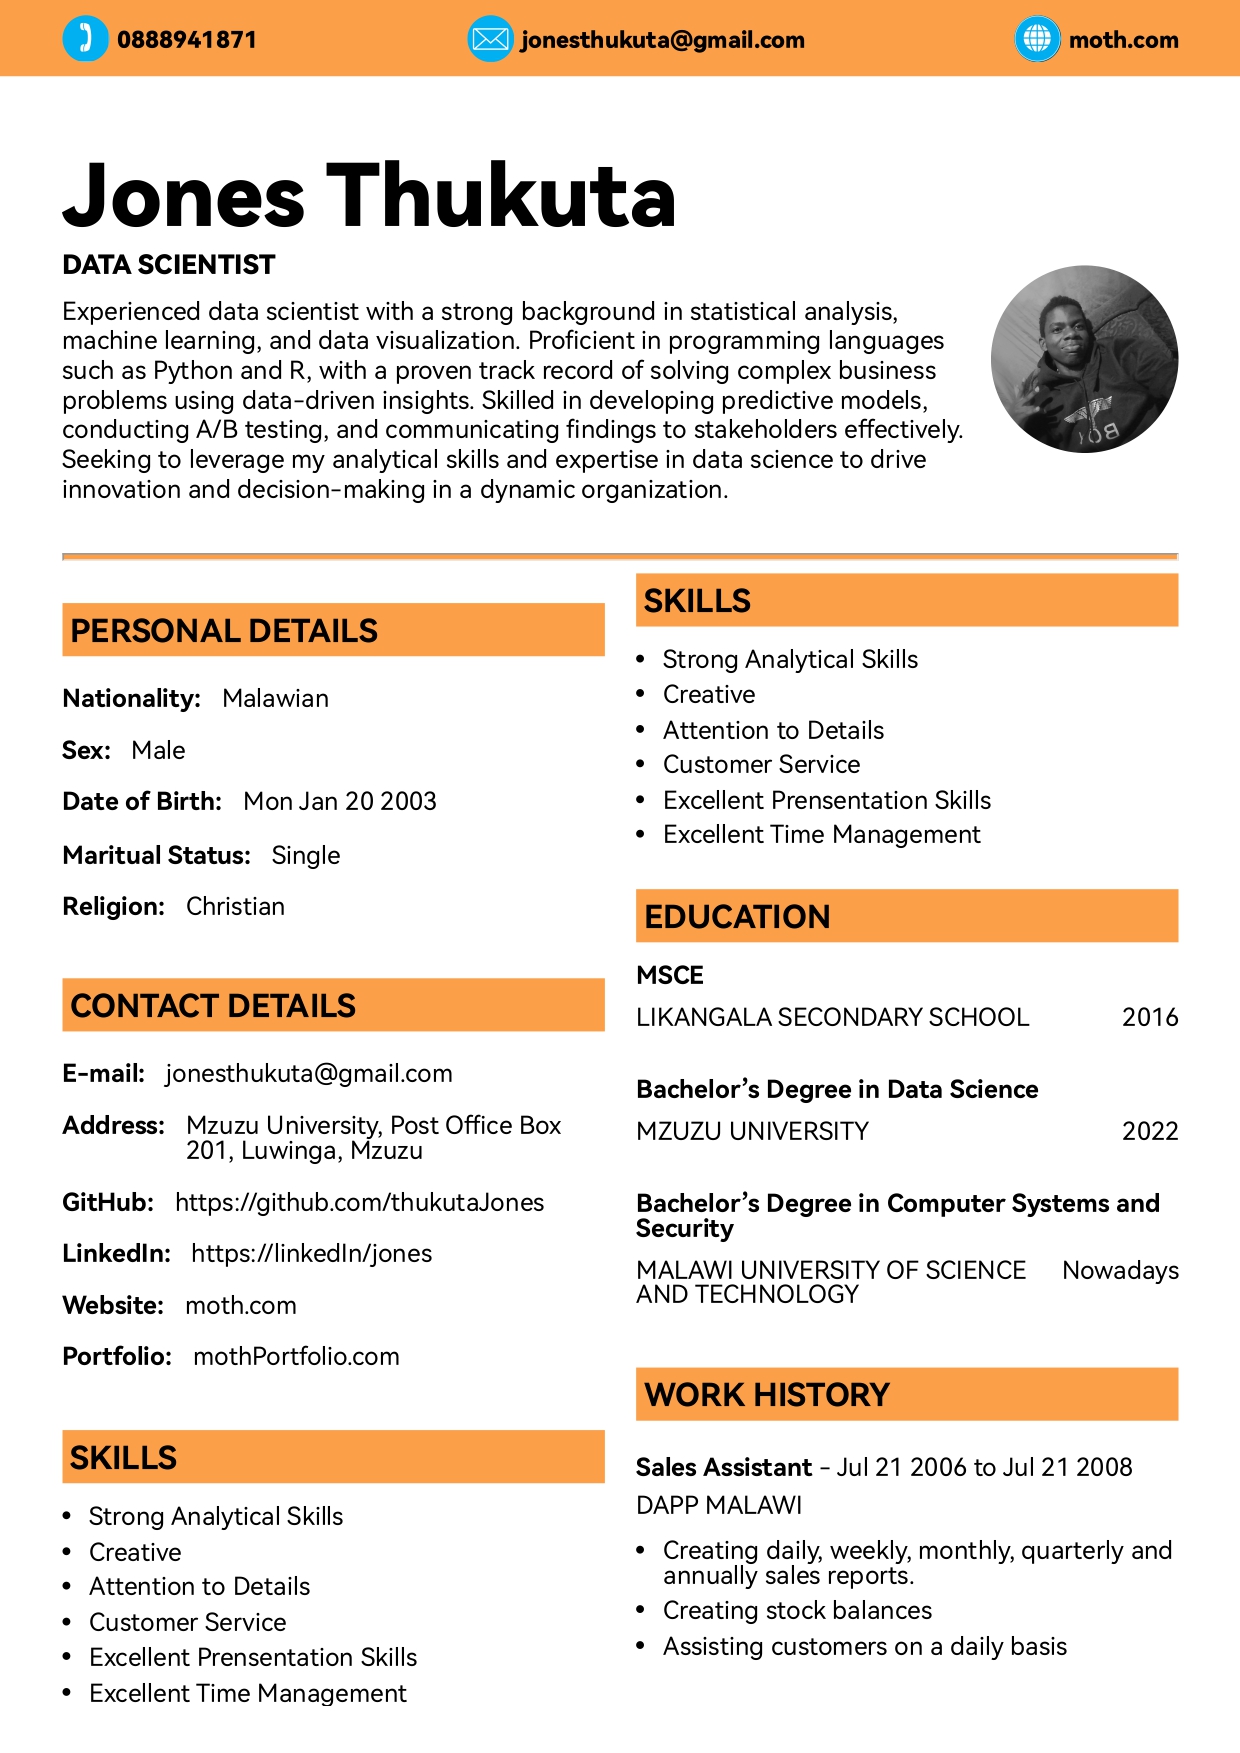 0888941871
jonesthukuta@gmail.com
moth.com
Jones Thukuta
DATA SCIENTIST
Experienced data scientist with a strong background in statistical analysis,
machine learning, and data visualization. Proficient in programming languages
such as Python and R, with a proven track record of solving complex business
problems using data-driven insights. Skilled in developing predictive models,
conducting A/B testing, and communicating findings to stakeholders effectively.
Seeking to leverage my analytical skills and expertise in data science to drive
innovation and decision-making in a dynamic organization.
PERSONAL DETAILS
Nationality: Malawian
Sex: Male
Date of Birth: Mon Jan 20 2003
Maritual Status: Single
Religion: Christian
CONTACT DETAILS
E-mail: jonesthukuta@gmail.com
Address: Mzuzu University, Post Office Box
201, Luwinga, Mzuzu
GitHub: https://github.com/thukutaJones
LinkedIn: https://linkedIn/jones
Website: moth.com
Portfolio: mothPortfolio.com
SKILLS
• Strong Analytical Skills
• Creative
• Attention to Details
• Customer Service
• Excellent Prensentation Skills
• Excellent Time Management
SKILLS
• Strong Analytical Skills
• Creative
• Attention to Details
• Customer Service
• Excellent Prensentation Skills
• Excellent Time Management
EDUCATION
MSCE
LIKANGALA SECONDARY SCHOOL 2016
Bachelor’s Degree in Data Science
MZUZU UNIVERSITY 2022
Bachelor’s Degree in Computer Systems and
Security
MALAWI UNIVERSITY OF SCIENCE Nowadays
AND TECHNOLOGY
WORK HISTORY
Sales Assistant - Jul 21 2006 to Jul 21 2008
DAPP MALAWI
• Creating daily, weekly, monthly, quarterly and
annually sales reports.
• Creating stock balances
• Assisting customers on a daily basis